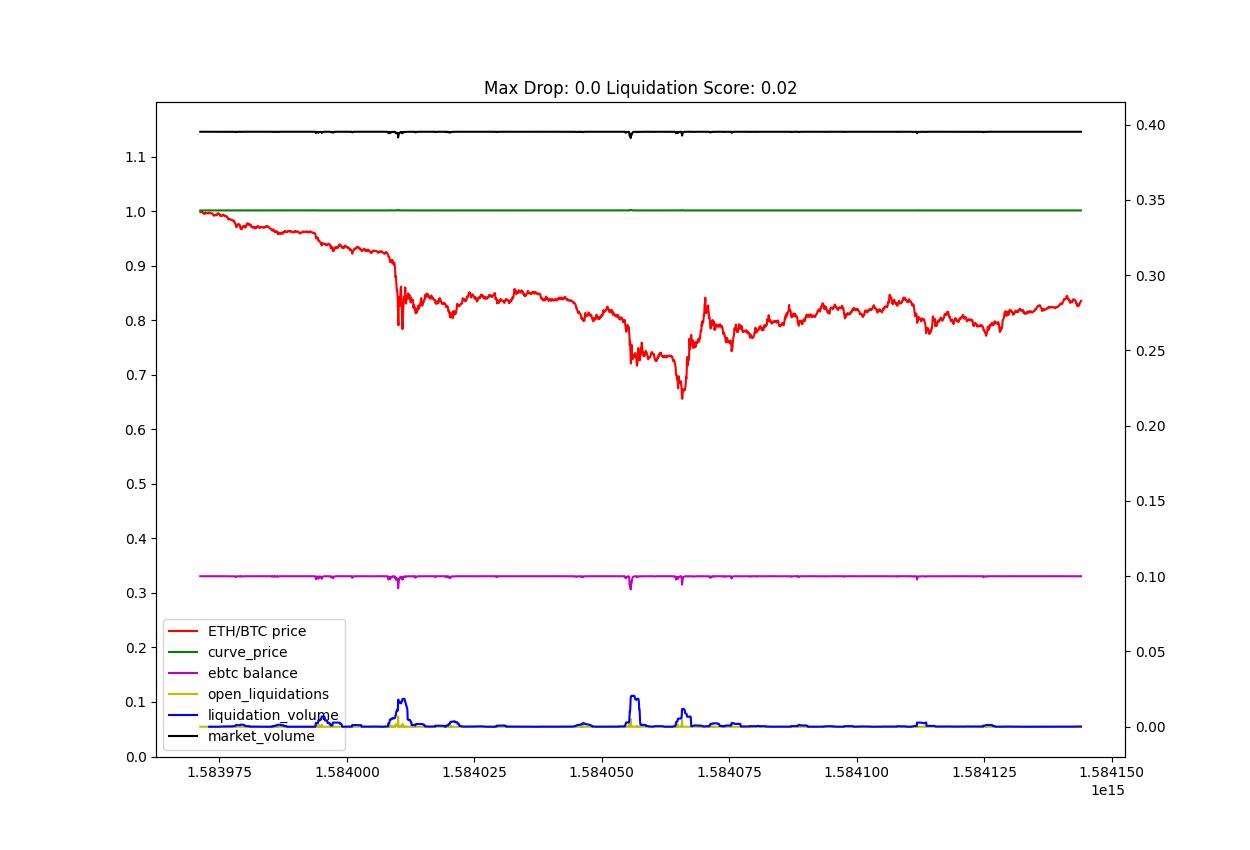 Max Drop: 0.0 Liquidation Score: 0.02
1.1
1.0
0.9
0.8
0.7
0.6
0.5
0.4
0.3
0.2
0.1
0.0
0.40
0.35
0.30
0.25
0.20
0.15
0.10
0.05
0.00
ETH/BTC price
curve_price
ebtc balance
open_liquidations
liquidation_volume
market_volume
1.583975 1.584000 1.584025 1.584050 1.584075 1.584100 1.584125 1.584150
1e15